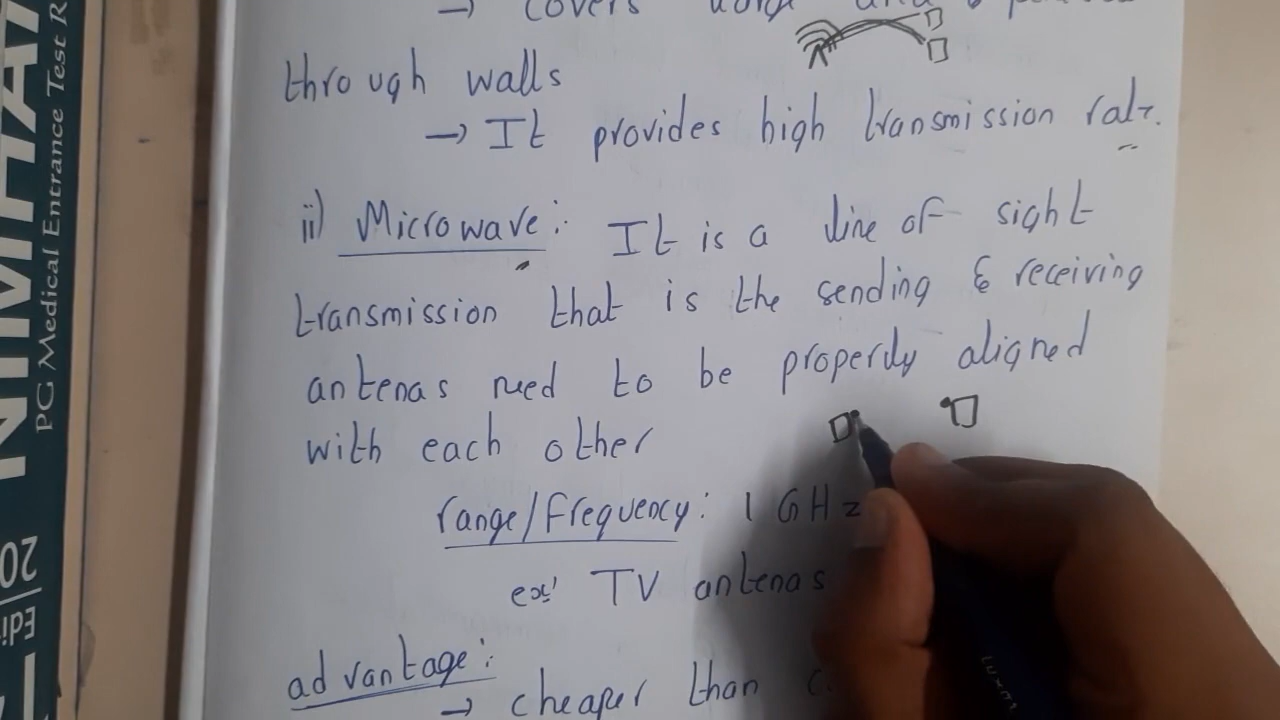 → covers
through walls
→ It provides high transmission rate.
ii) Microwave: It is a line of sight
transmission that is the sending & receiving
antenas need to be properly aligned
with each other
range/frequency: 1 GHz
ex: TV antenas
advantage:
→ cheaper than
PG Medical Entrance Test R
20
Edi